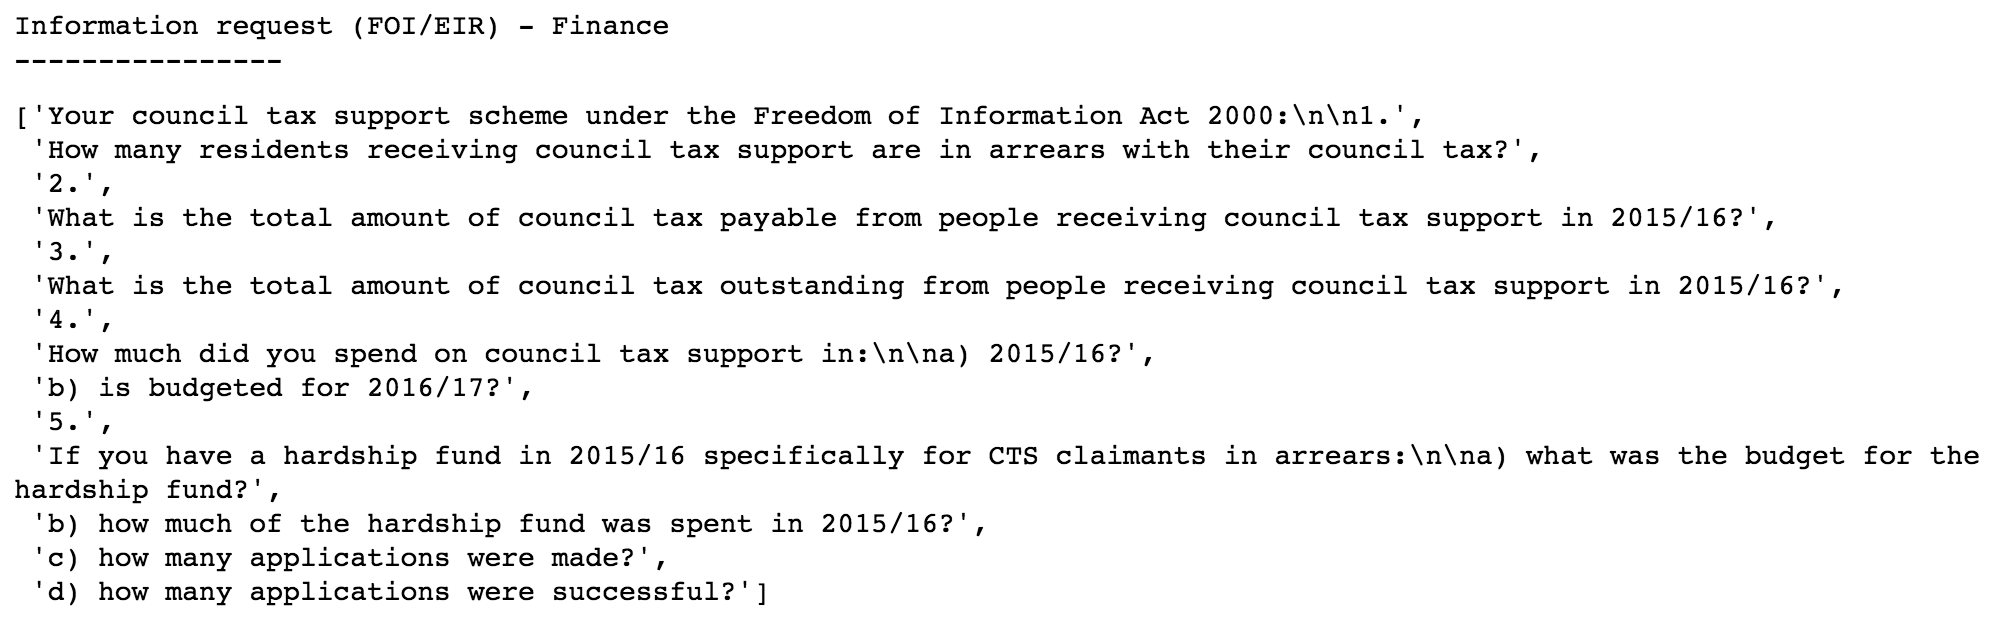 Information request (FOI/EIR) - Finance
----------------
['Your council tax support scheme under the Freedom of Information Act 2000:\n\n1.',
'How many residents receiving council tax support are in arrears with their council tax?',
'2.',
'What is the total amount of council tax payable from people receiving council tax support in 2015/16?',
'3.',
'What is the total amount of council tax outstanding from people receiving council tax support in 2015/16?',
'4.',
'How much did you spend on council tax support in:\n\na) 2015/16?',
'b) is budgeted for 2016/17?',
'5.',
'If you have a hardship fund in 2015/16 specifically for CTS claimants in arrears:\n\na) what was the budget for the
hardship fund?',
'b) how much of the hardship fund was spent in 2015/16?',
'c) how many applications were made?',
'd) how many applications were successful?']